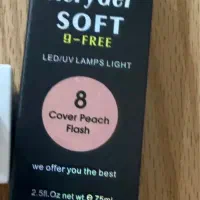 SOFT
9-FREE
LED/UV LAMPS LIGHT
8
Cover Peach
Flash
we offer you the best
2.58.Oz net wt ℮ 75ml